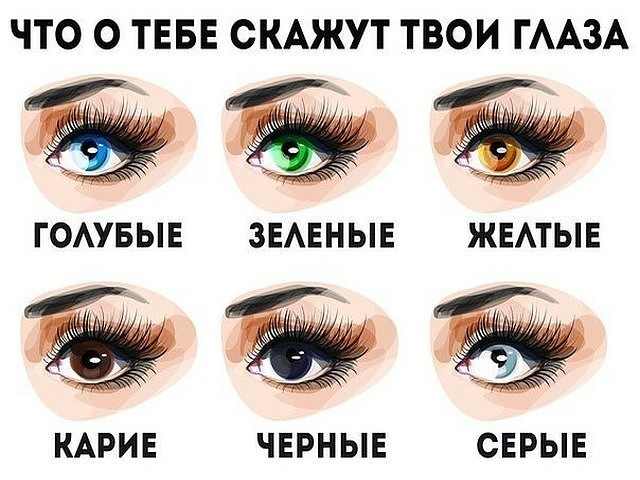 ЧТО О ТЕБЕ СКАЖУТ ТВОИ ГЛАЗА
ГОЛУБЫЕ ЗЕЛЕНЫЕ ЖЕЛТЫЕ
КАРИЕ ЧЕРНЫЕ СЕРЫЕ